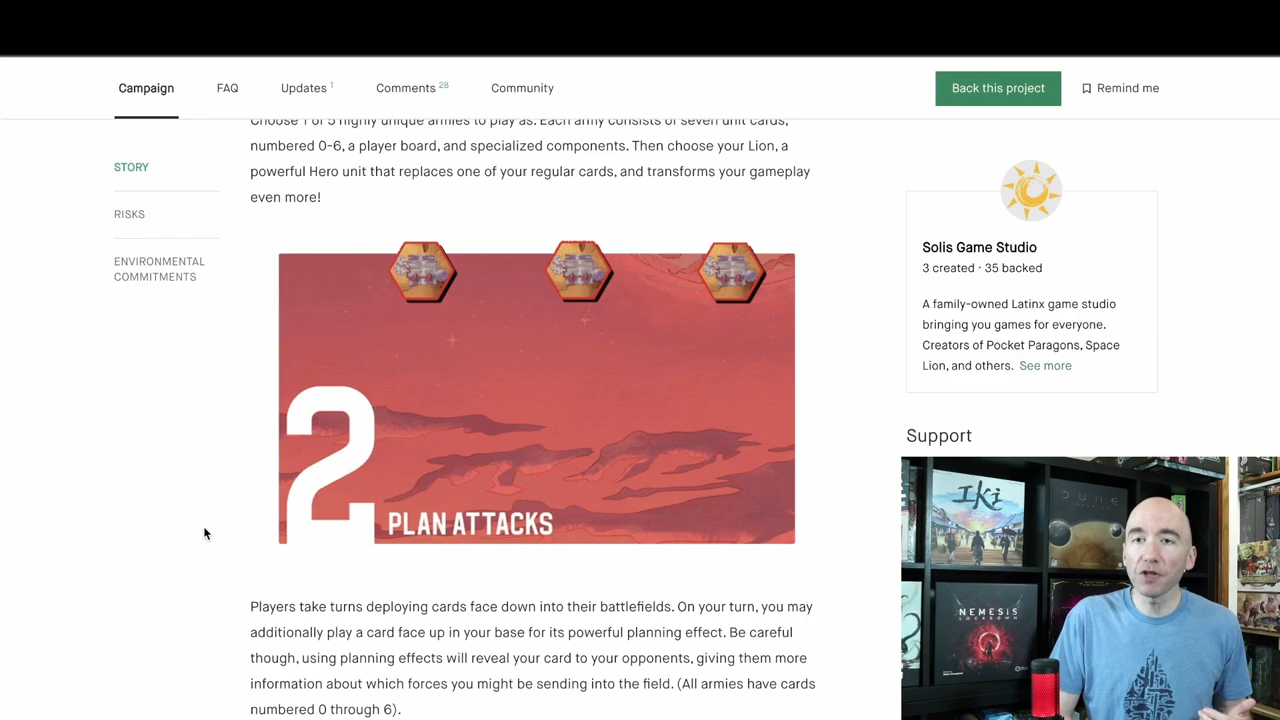 Campaign
FAQ
Updates 1
Comments 28
Community
Back this project
Remind me
STORY
RISKS
ENVIRONMENTAL
COMMITMENTS
Choose 1 of 5 highly unique armies to play as. Each army consists of seven unit cards,
numbered 0-6, a player board, and specialized components. Then choose your Lion, a
powerful Hero unit that replaces one of your regular cards, and transforms your gameplay
even more!
2
PLAN ATTACKS
Players take turns deploying cards face down into their battlefields. On your turn, you may
additionally play a card face up in your base for its powerful planning effect. Be careful
though, using planning effects will reveal your card to your opponents, giving them more
information about which forces you might be sending into the field. (All armies have cards
numbered 0 through 6).
Solis Game Studio
3 created · 35 backed
A family-owned Latinx game studio
bringing you games for everyone.
Creators of Pocket Paragons, Space
Lion, and others. See more
Support
IKI
DUNE
NEMESIS
LOCKDOWN